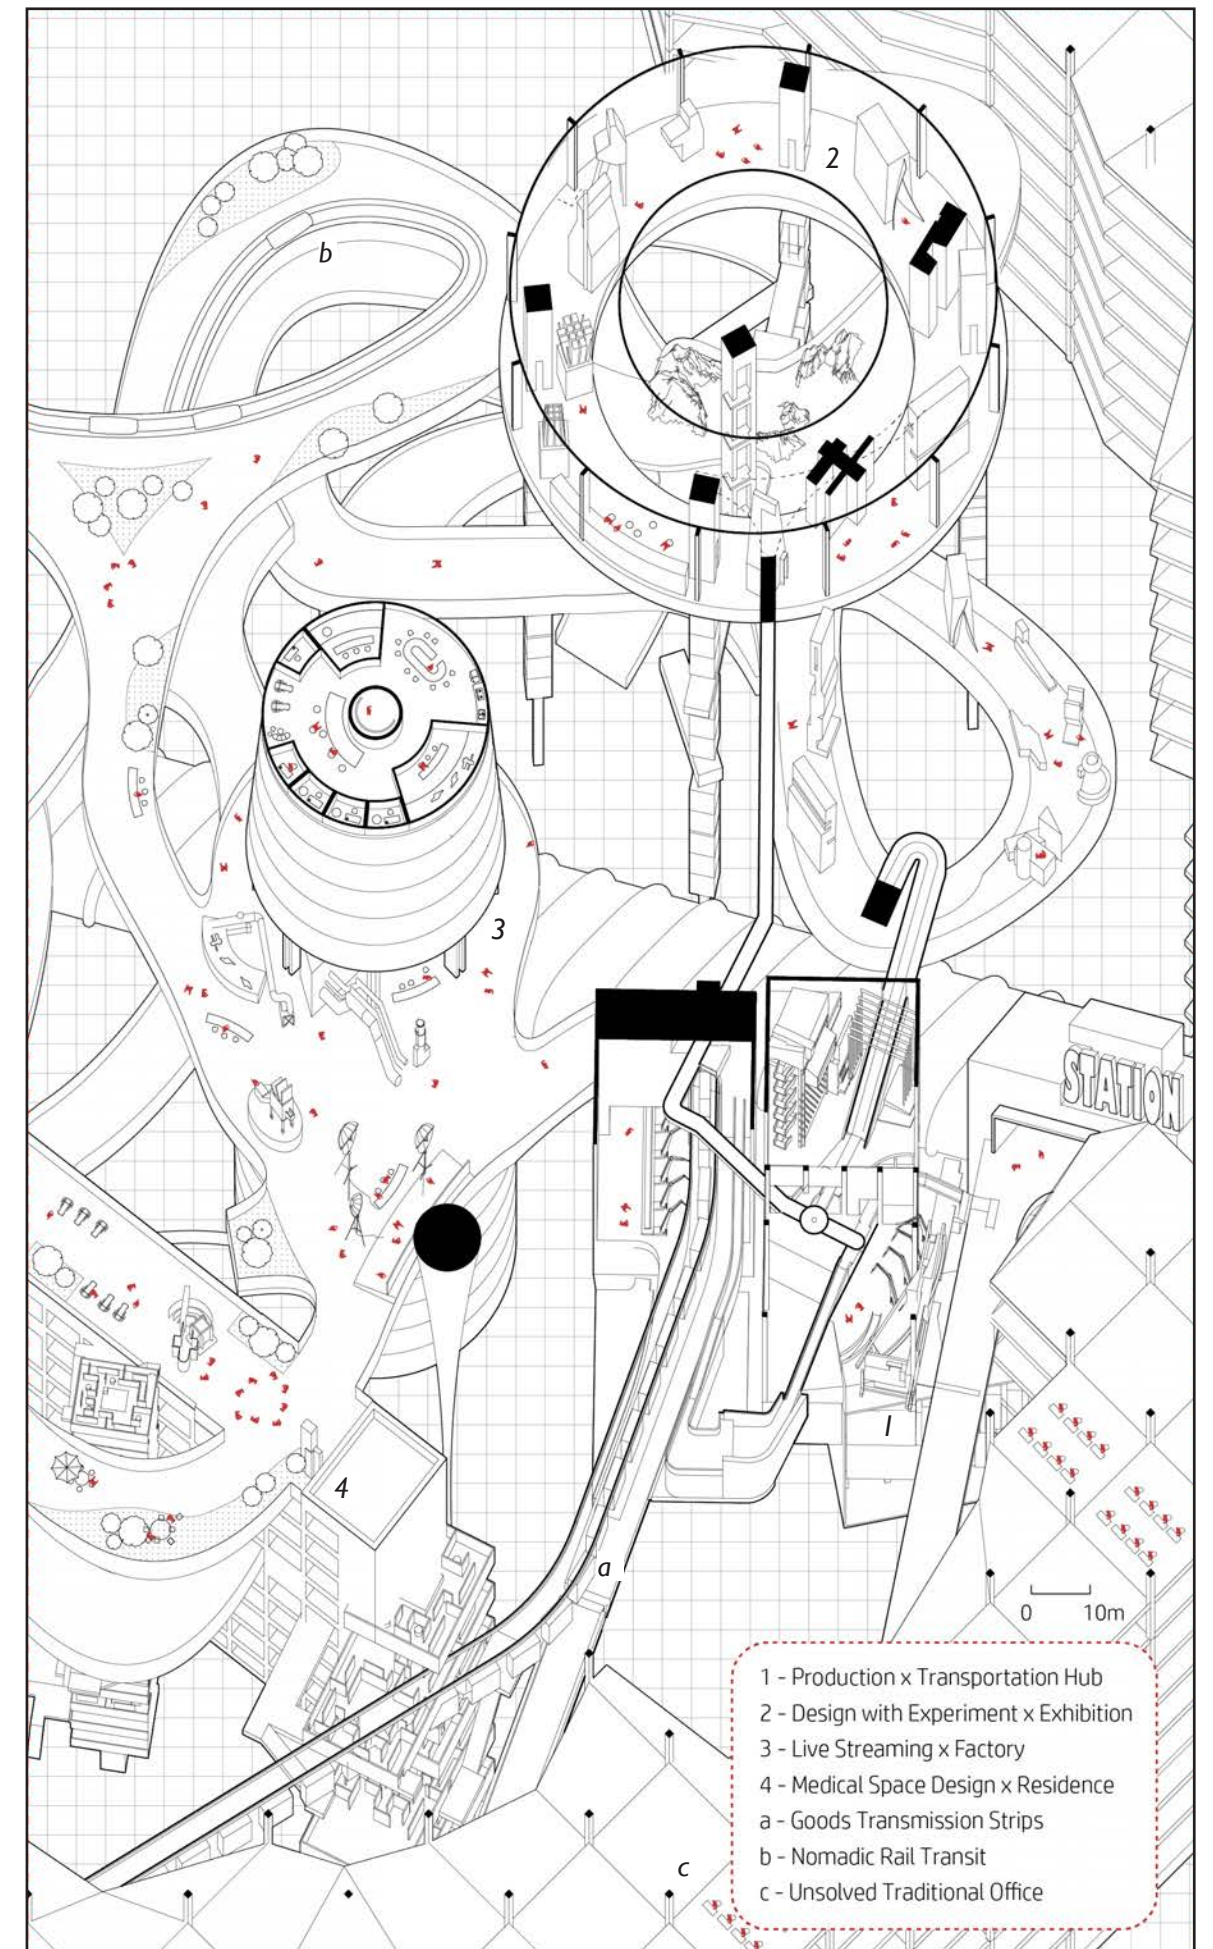 2
b
3
STATION
1
4
a
0 10m
1 - Production x Transportation Hub
2 - Design with Experiment x Exhibition
3 - Live Streaming x Factory
4 - Medical Space Design x Residence
a - Goods Transmission Strips
b - Nomadic Rail Transit
c - Unsolved Traditional Office
c